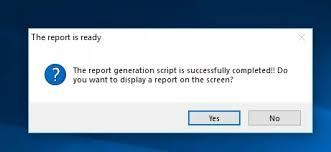 The report is ready
The report generation script is successfully completed!! Do
you want to display a report on the screen?
Yes
No